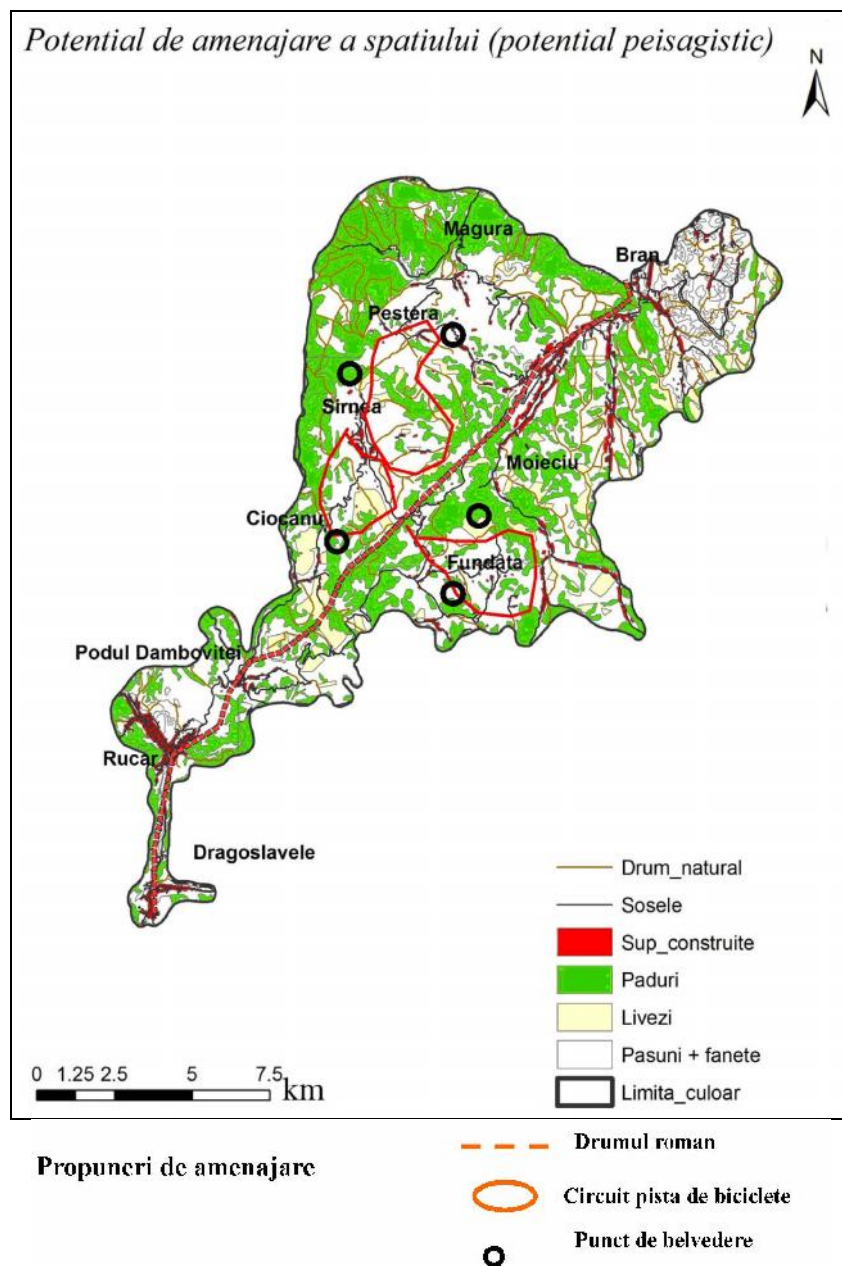 Potential de amenajare a spatiului (potential peisagistic)
N
Magura
Bran
Pestera
Sirnea
Moieciu
Ciocanu
Fundata
Podul Dambovitei
Rucar
Dragoslavele
Drum_natural
Sosele
Sup_construite
Paduri
Livezi
Pasuni + fanete
Limita_culoar
0 1.25 2.5 5 7.5 km
Propuneri de amenajare
Drumul roman
Circuit pista de biciclete
Punct de belvedere